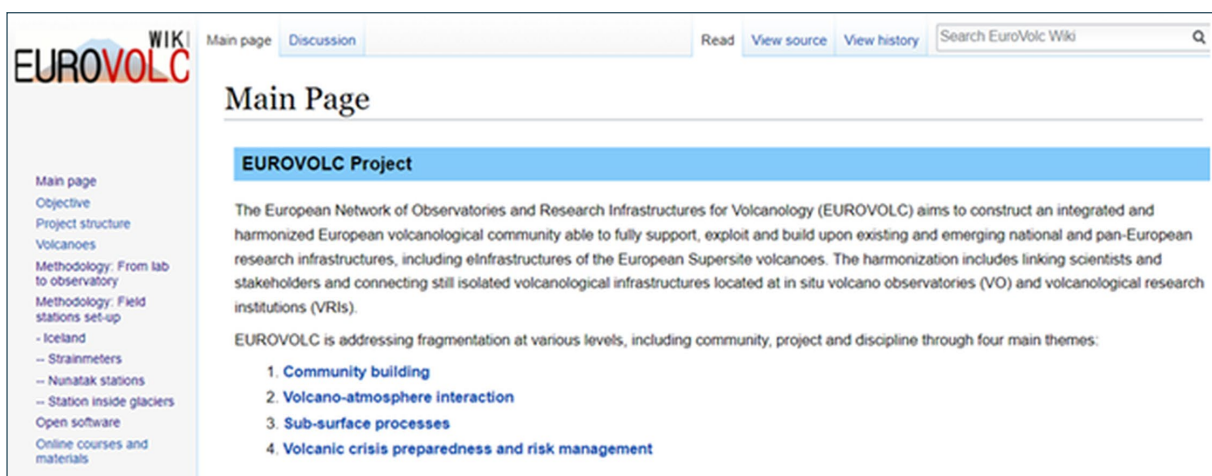 WIKI
EUROVOLC
Main page Discussion Read View source View history Search EuroVolc Wiki
Main Page
Main page
Objective
Project structure
Volcanoes
Methodology: From lab
to observatory
Methodology: Field
stations set-up
- Iceland
-- Strainmeters
-- Nunatak stations
-- Station inside glaciers
Open software
Online courses and
materials
EUROVOLC Project
The European Network of Observatories and Research Infrastructures for Volcanology (EUROVOLC) aims to construct an integrated and
harmonized European volcanological community able to fully support, exploit and build upon existing and emerging national and pan-European
research infrastructures, including eInfrastructures of the European Supersite volcanoes. The harmonization includes linking scientists and
stakeholders and connecting still isolated volcanological infrastructures located at in situ volcano observatories (VO) and volcanological research
institutions (VRIs).
EUROVOLC is addressing fragmentation at various levels, including community, project and discipline through four main themes:
1. Community building
2. Volcano-atmosphere interaction
3. Sub-surface processes
4. Volcanic crisis preparedness and risk management